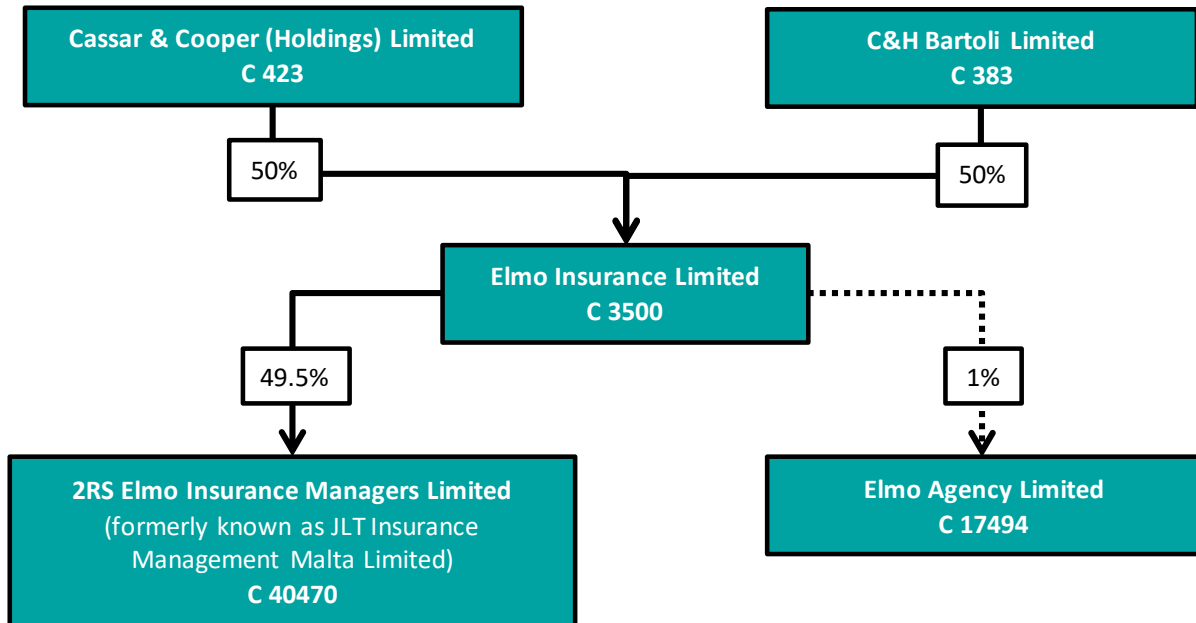 Cassar & Cooper (Holdings) Limited
C 423
C&H Bartoli Limited
C 383
50%
50%
Elmo Insurance Limited
C 3500
49.5%
1%
2RS Elmo Insurance Managers Limited
(formerly known as JLT Insurance
Management Malta Limited)
C 40470
Elmo Agency Limited
C 17494